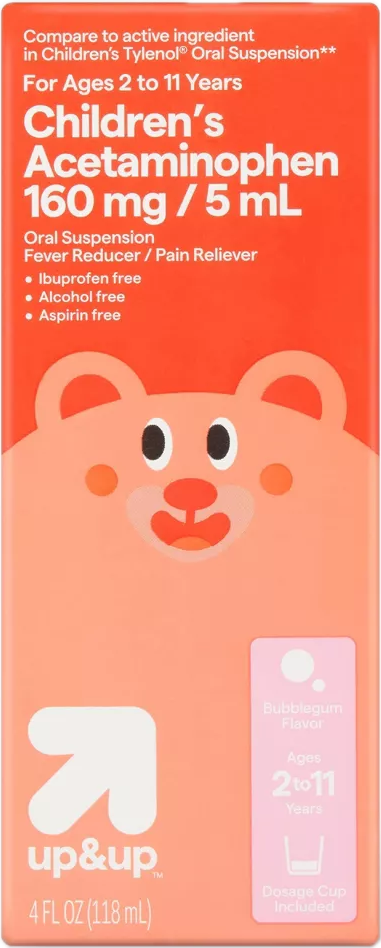 Compare to active ingredient
in Children's Tylenol® Oral Suspension**
For Ages 2 to 11 Years
Children's
Acetaminophen
160 mg / 5 mL
Oral Suspension
Fever Reducer / Pain Reliever
• Ibuprofen free
• Alcohol free
• Aspirin free
Bubblegum
Flavor
Ages
2 to 11
Years
Dosage Cup
Included
up&up™
4 FL OZ (118 mL)